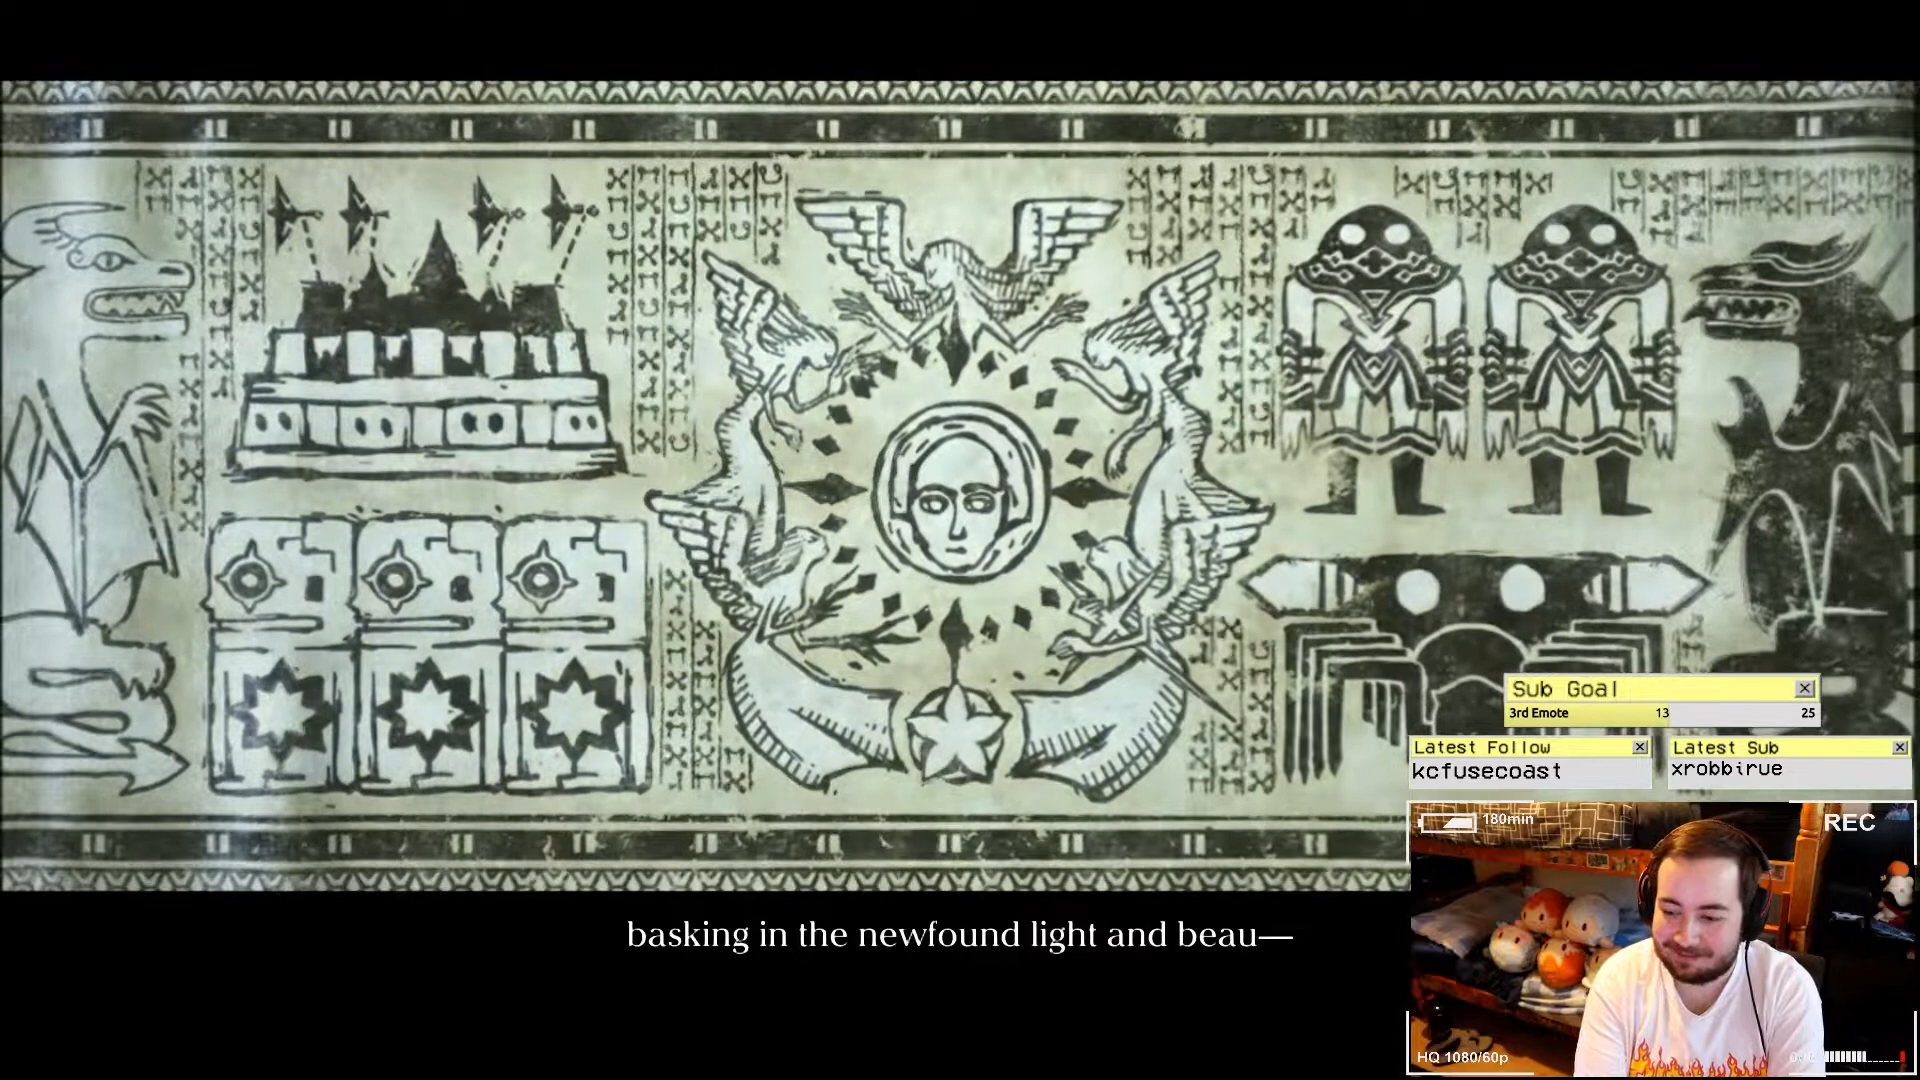 Sub Goal
3rd Emote 13 25
Latest Follow
kcfusecoast
Latest Sub
xrobbirue
180min
REC
basking in the newfound light and beau—
HQ 1080/60p